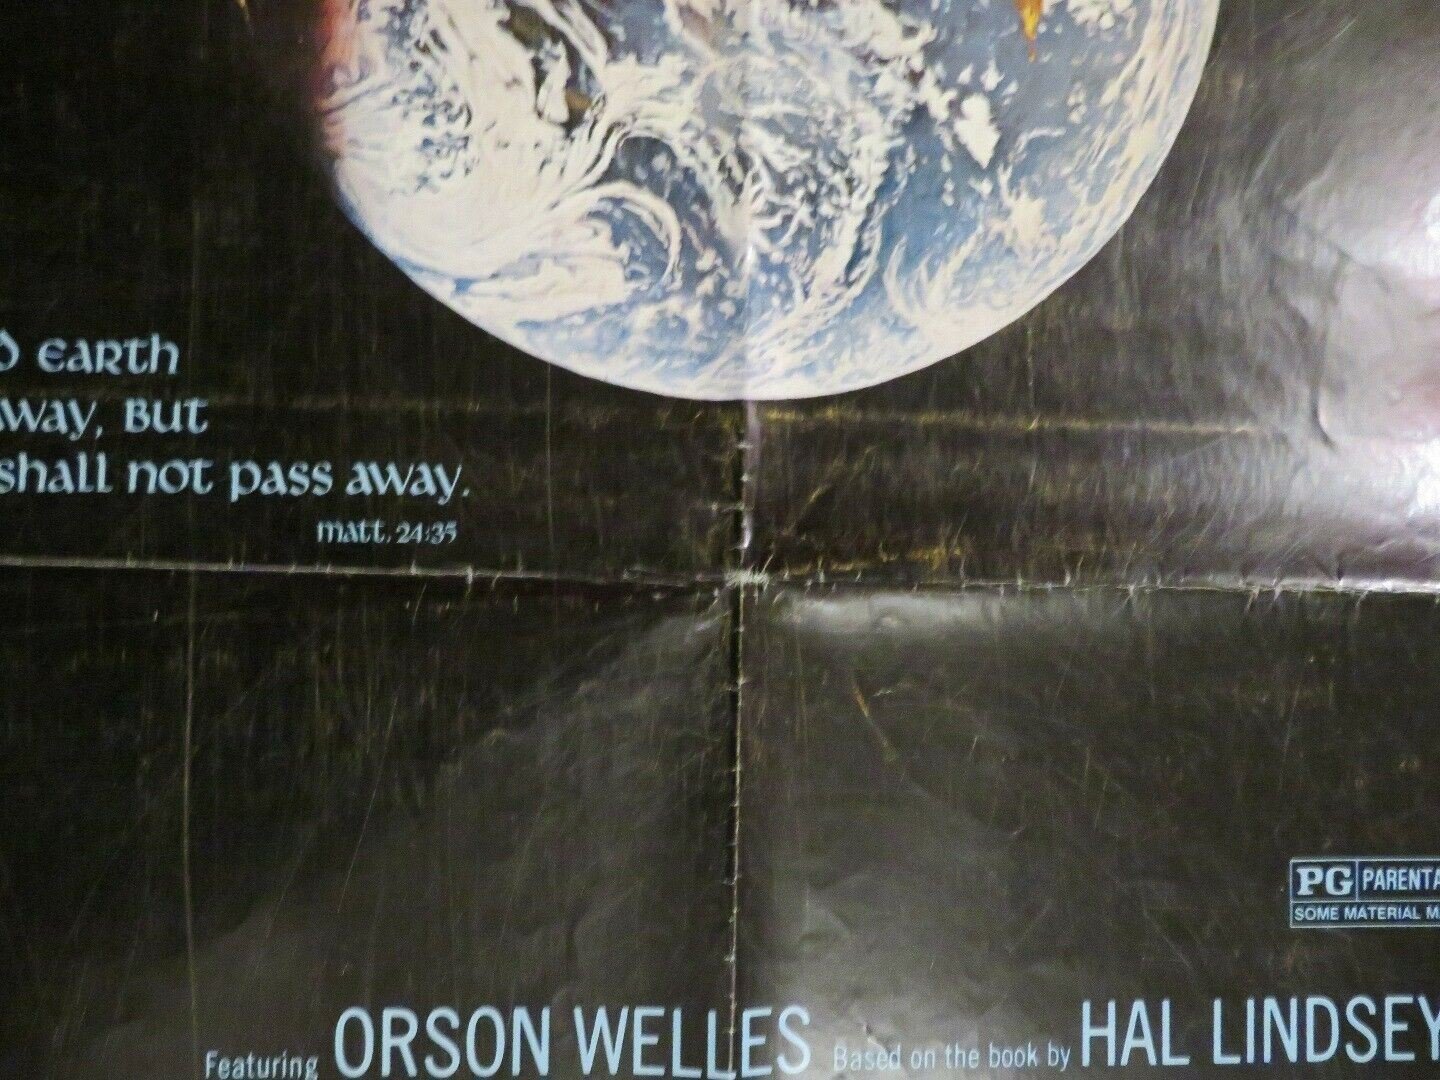 D EARTH
WAY, BUT
shall not pass away.
matt. 24:35
PG PARENTA
SOME MATERIAL M
Featuring ORSON WELLES Based on the book by HAL LINDSEY